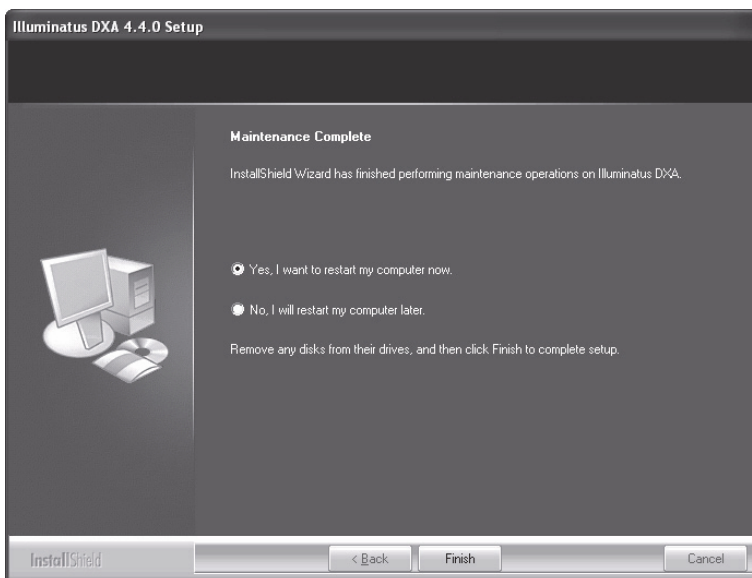 Illuminatus DXA 4.4.0 Setup
Maintenance Complete
InstallShield Wizard has finished performing maintenance operations on Illuminatus DXA.
Yes, I want to restart my computer now.
No, I will restart my computer later.
Remove any disks from their drives, and then click Finish to complete setup.
InstallShield
< Back
Finish
Cancel